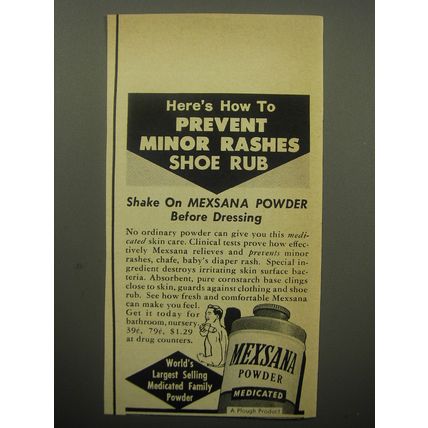 Here's How To
PREVENT
MINOR RASHES
SHOE RUB
Shake On MEXSANA POWDER
Before Dressing
No ordinary powder can give you this medi-
cated skin care. Clinical tests prove how effec-
tively Mexsana relieves and prevents minor
rashes, chafe, baby's diaper rash. Special in-
gredient destroys irritating skin surface bac-
teria. Absorbent, pure cornstarch base clings
close to skin, guards against clothing and shoe
rub. See how fresh and comfortable Mexsana
can make you feel.
Get it today for
bathroom, nursery.
39¢, 79¢, $1.29
at drug counters.
World's
Largest Selling
Medicated Family
Powder
MEXSANA
POWDER
MEDICATED
A Plough Product